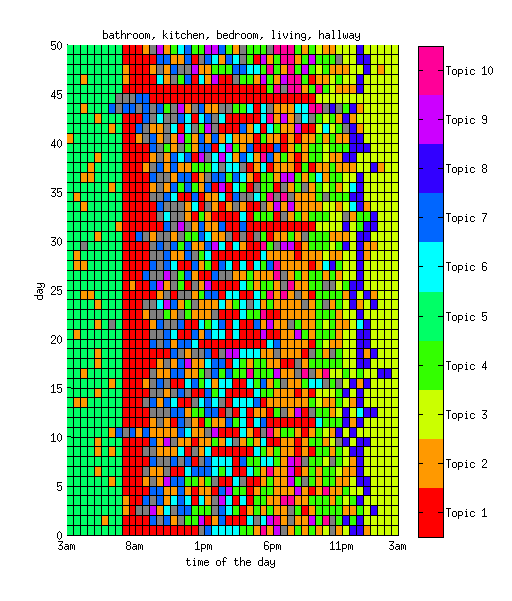 bathroom, kitchen, bedroom, living, hallway
50
45
40
35
30
25
20
15
10
5
0
day
3am 8am 1pm 6pm 11pm 3am
time of the day
Topic 10
Topic 9
Topic 8
Topic 7
Topic 6
Topic 5
Topic 4
Topic 3
Topic 2
Topic 1